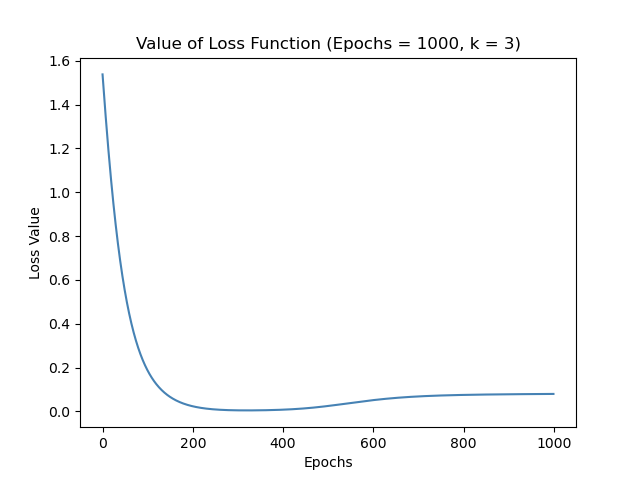 Value of Loss Function (Epochs = 1000, k = 3)
1.6
1.4
1.2
1.0
0.8
0.6
0.4
0.2
0.0
Loss Value
0 200 400 600 800 1000
Epochs